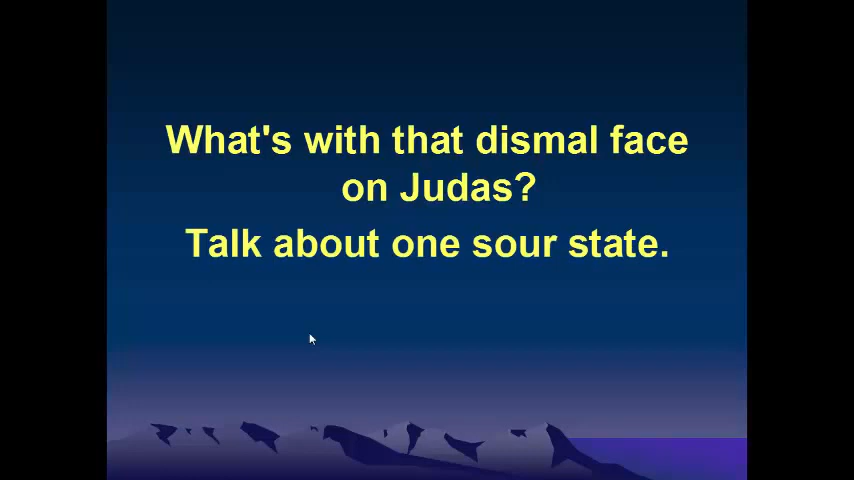 What's with that dismal face
on Judas?
Talk about one sour state.